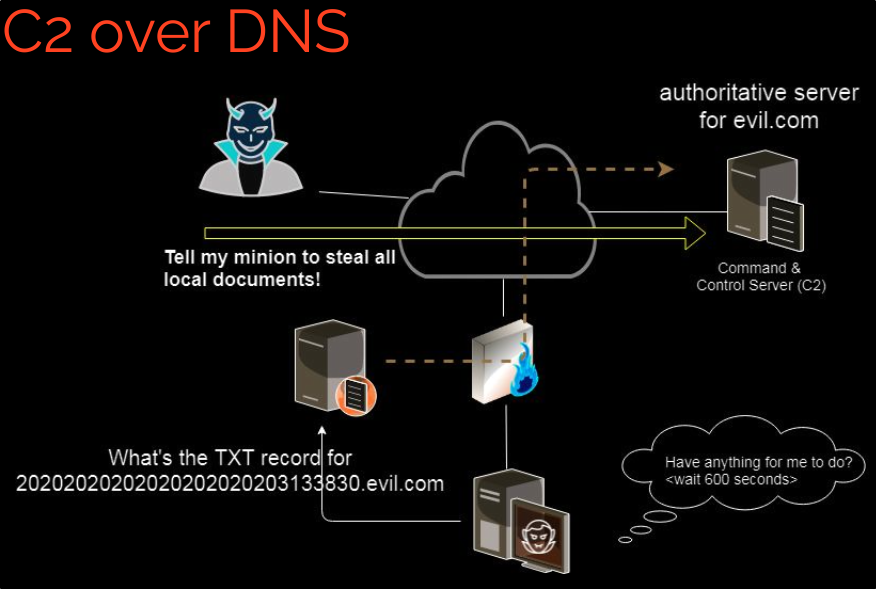 C2 over DNS
authoritative server
for evil.com
Tell my minion to steal all
local documents!
Command &
Control Server (C2)
What's the TXT record for
2020202020202020202020203133830.evil.com
Have anything for me to do?
<wait 600 seconds>